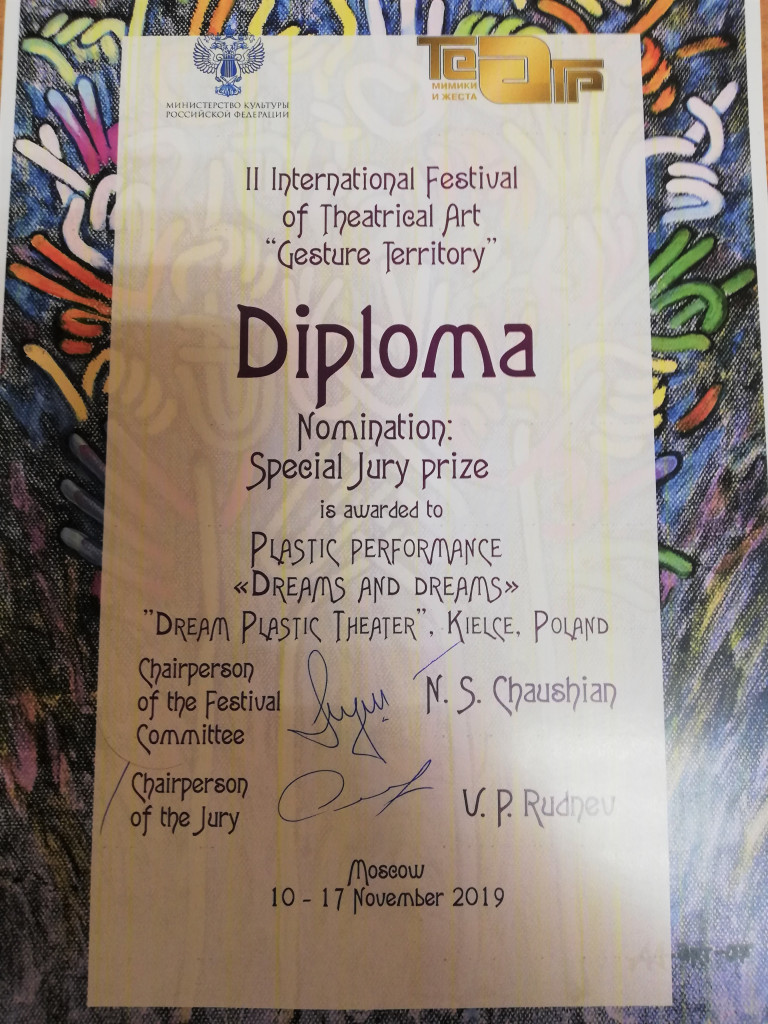 МИНИСТЕРСТВО КУЛЬТУРЫ
РОССИЙСКОЙ ФЕДЕРАЦИИ
ТЕАТР
МИМИКИ
И ЖЕСТА
II International Festival
of Theatrical Art
“Gesture Territory”
Diploma
Nomination:
Special Jury prize
is awarded to
Plastic performance
«Dreams and dreams»
"Dream Plastic Theater", Kielce, Poland
Chairperson
of the Festival
Committee
N. S. Chaushian
Chairperson
of the Jury
V. P. Rudnev
Moscow
10 - 17 November 2019